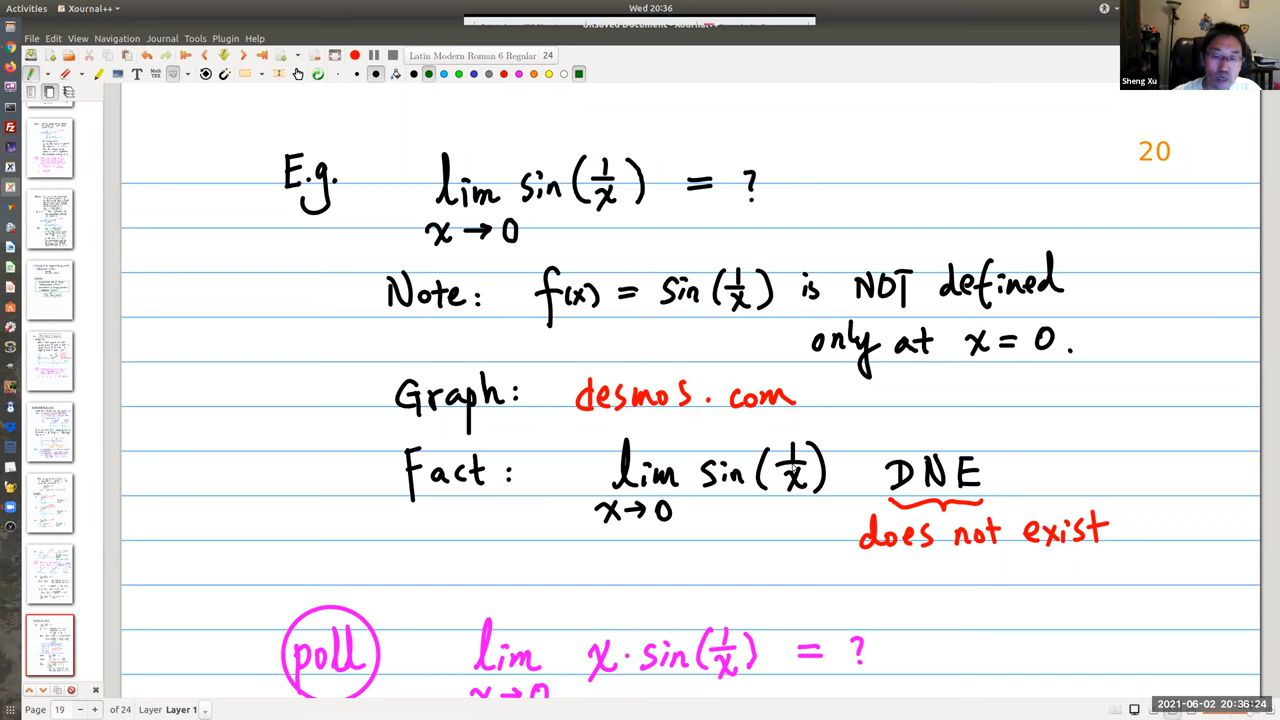 Activities Xournal++ Wed 20:36
File Edit View Navigation Journal Tools Plugin Help
Latin Modern Roman 6 Regular 24
Sheng Xu
20
E.g. lim sin(1/x) = ?
x → 0
Note: f(x) = sin(1/x) is NOT defined
only at x = 0.
Graph: desmos.com
Fact: lim sin(1/x) DNE
x → 0
does not exist
poll lim x · sin(1/x) = ?
x → 0
Page 19 of 24 Layer Layer 1
2021-06-02 20:36:24